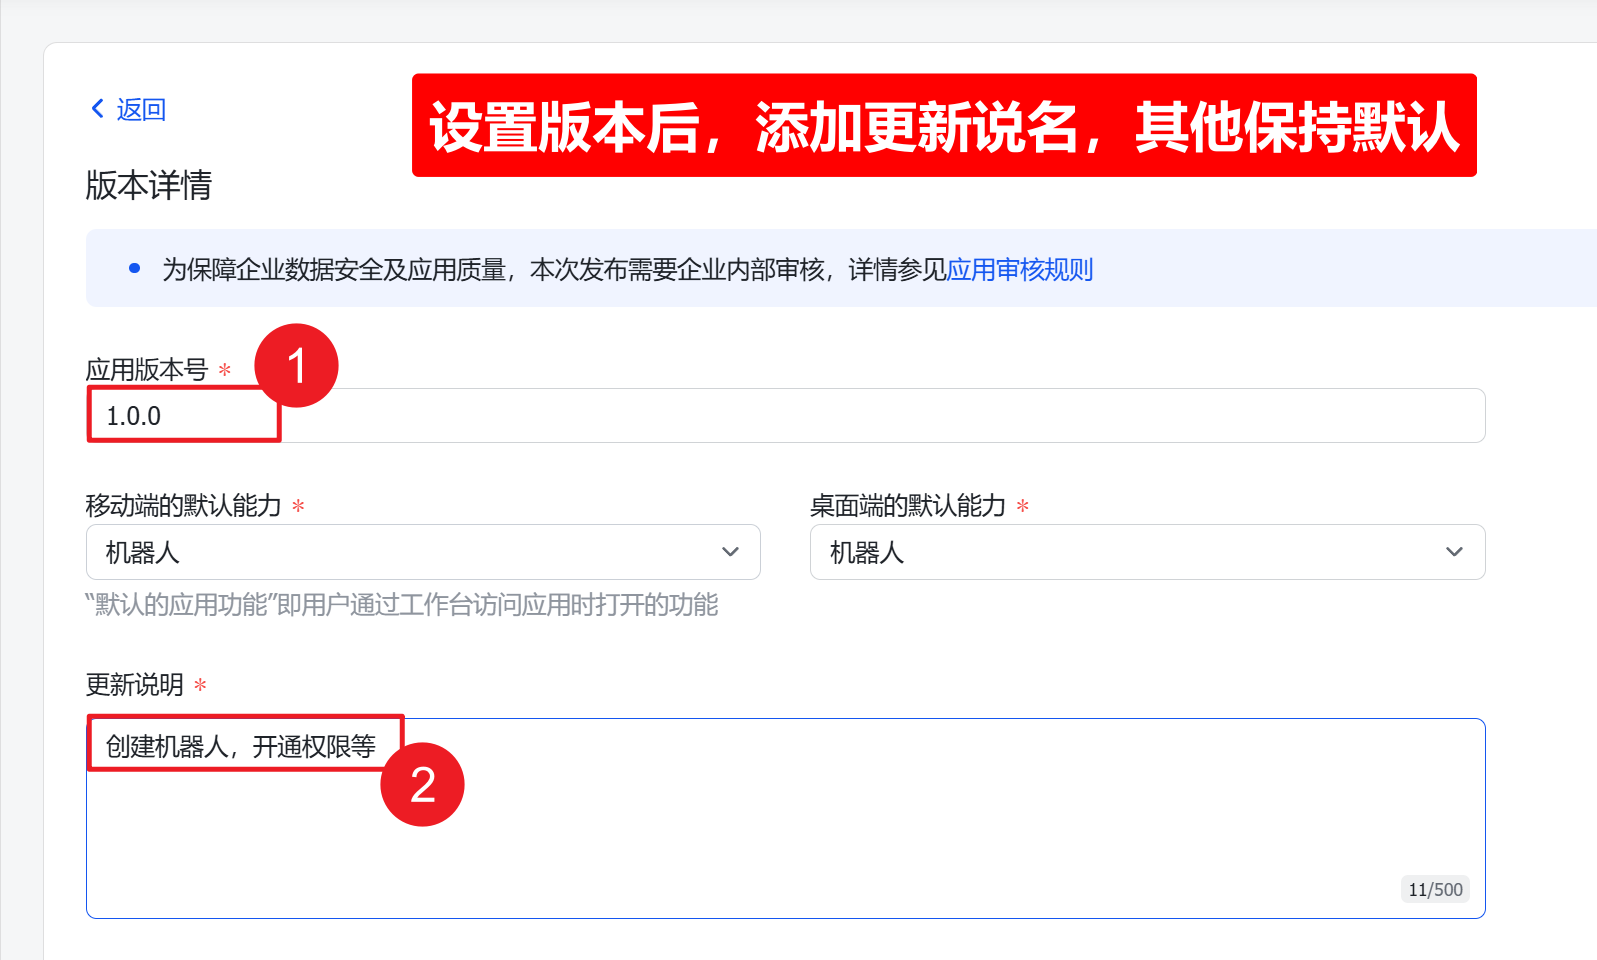 返回
设置版本后，添加更新说名，其他保持默认
版本详情
为保障企业数据安全及应用质量，本次发布需要企业内部审核，详情参见应用审核规则
应用版本号 *
1
1.0.0
移动端的默认能力 *
桌面端的默认能力 *
机器人
机器人
“默认的应用功能”即用户通过工作台访问应用时打开的功能
更新说明 *
创建机器人，开通权限等
2
11/500